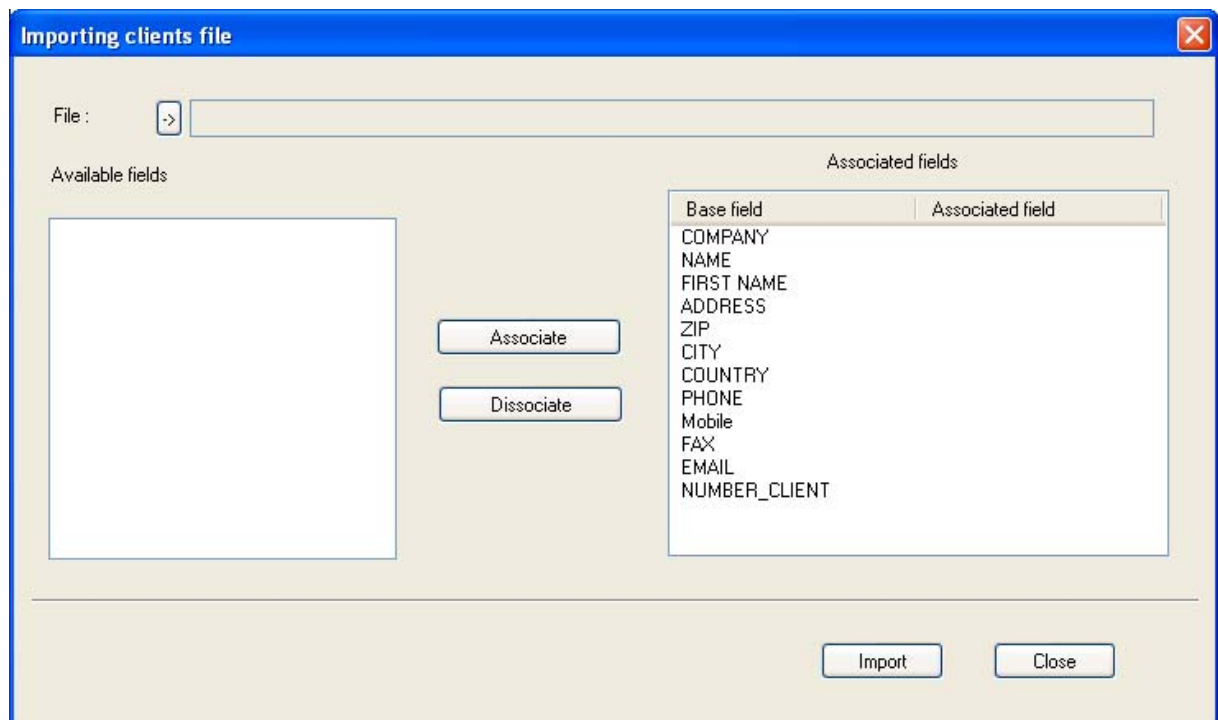 Importing clients file
File :
->
Available fields
Associated fields
Base field
Associated field
COMPANY
NAME
FIRST NAME
ADDRESS
ZIP
CITY
COUNTRY
PHONE
Mobile
FAX
EMAIL
NUMBER_CLIENT
Associate
Dissociate
Import
Close